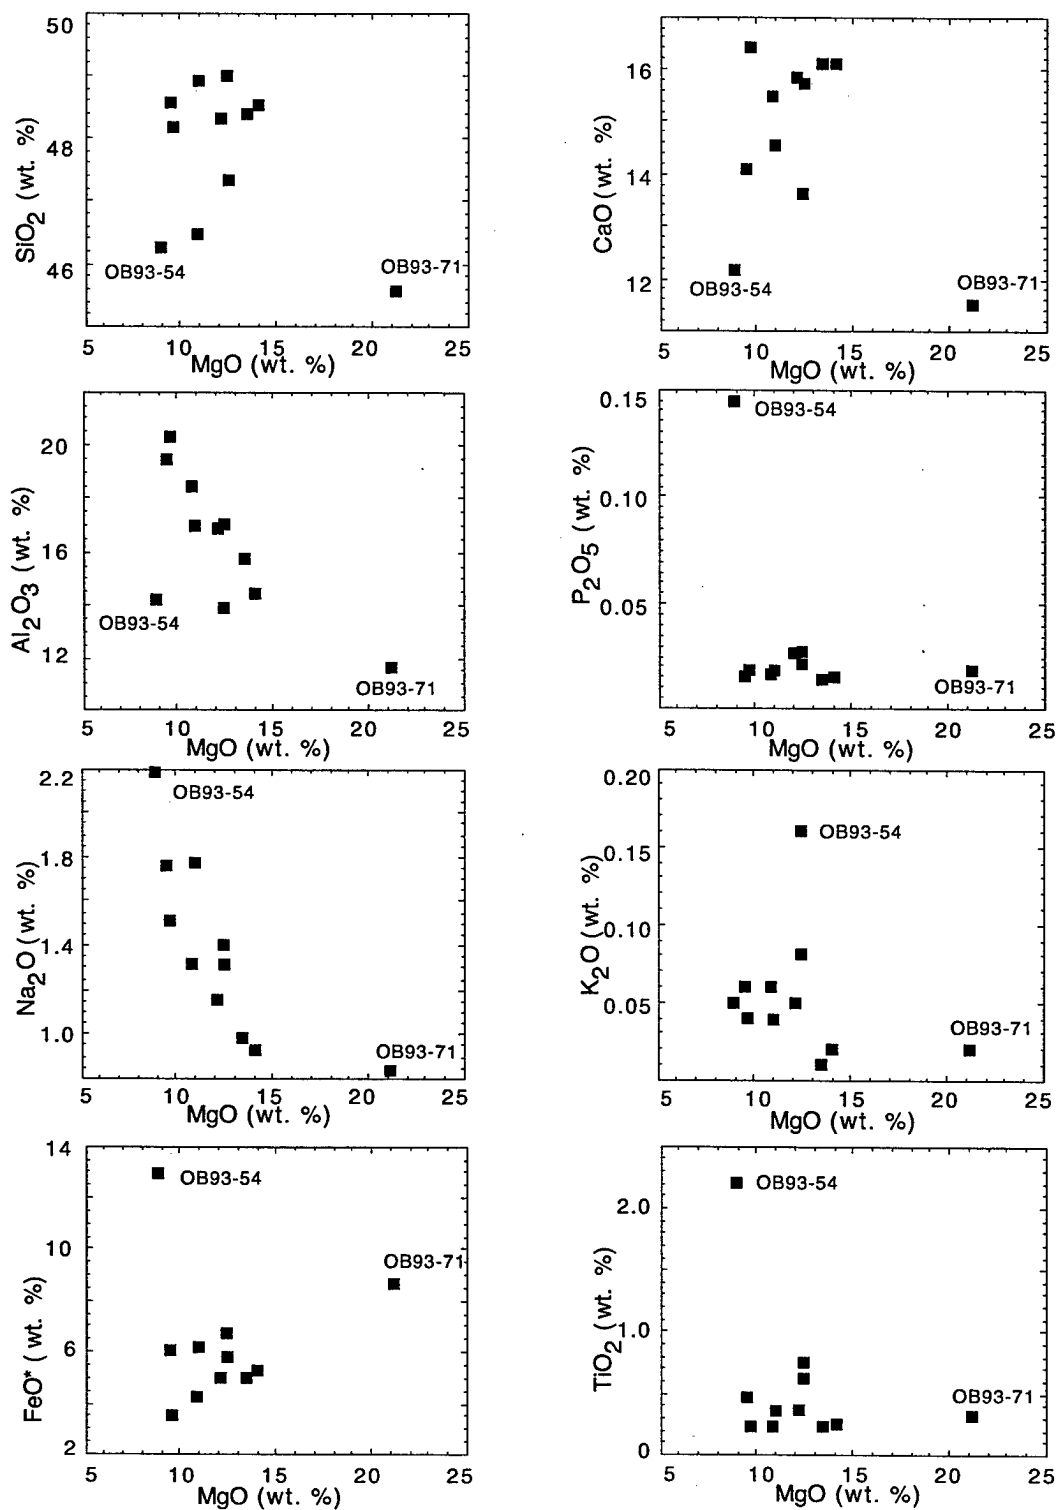 50
48
46
SiO2 (wt. %)
OB93-54
OB93-71
5 10 15 20 25
MgO (wt. %)
16
14
12
CaO (wt. %)
OB93-54
OB93-71
5 10 15 20 25
MgO (wt. %)
20
16
12
Al2O3 (wt. %)
OB93-54
OB93-71
5 10 15 20 25
MgO (wt. %)
0.15
0.10
0.05
P2O5 (wt. %)
OB93-54
OB93-71
5 10 15 20 25
MgO (wt. %)
2.2
1.8
1.4
1.0
Na2O (wt. %)
OB93-54
OB93-71
5 10 15 20 25
MgO (wt. %)
0.20
0.15
0.10
0.05
K2O (wt. %)
OB93-54
OB93-71
5 10 15 20 25
MgO (wt. %)
14
10
6
2
FeO* (wt. %)
OB93-54
OB93-71
5 10 15 20 25
MgO (wt. %)
2.0
1.0
0
TiO2 (wt. %)
OB93-54
OB93-71
5 10 15 20 25
MgO (wt. %)